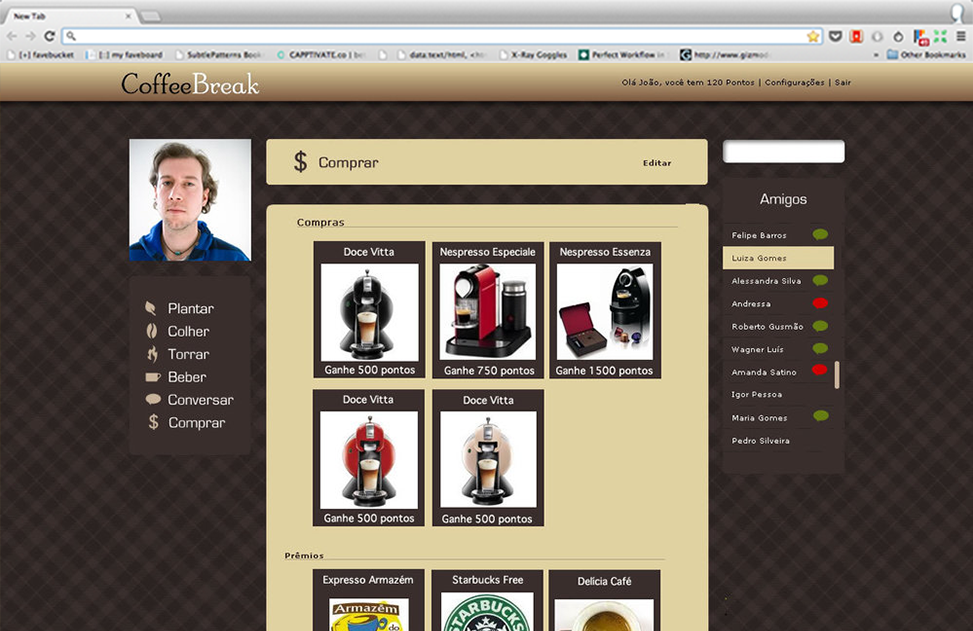 New Tab
[+] favebucket
[::] my faveboard
SubtlePatterns Book
CAPPTIVATE.co | be
data:text/html, <h
X-Ray Goggles
Perfect Workflow in
http://www.gizmod
»
Other Bookmarks
CoffeeBreak
Olá João, você tem 120 Pontos | Configurações | Sair
$ Comprar
Editar
Plantar
Colher
Torrar
Beber
Conversar
$ Comprar
Compras
Doce Vitta
Nespresso Especiale
Nespresso Essenza
Ganhe 500 pontos
Ganhe 750 pontos
Ganhe 1500 pontos
Doce Vitta
Doce Vitta
Ganhe 500 pontos
Ganhe 500 pontos
Prêmios
Expresso Armazém
Starbucks Free
Delícia Café
Armazém
do
STARBUCKS
Amigos
Felipe Barros
Luiza Gomes
Alessandra Silva
Andressa
Roberto Gusmão
Wagner Luís
Amanda Satino
Igor Pessoa
Maria Gomes
Pedro Silveira